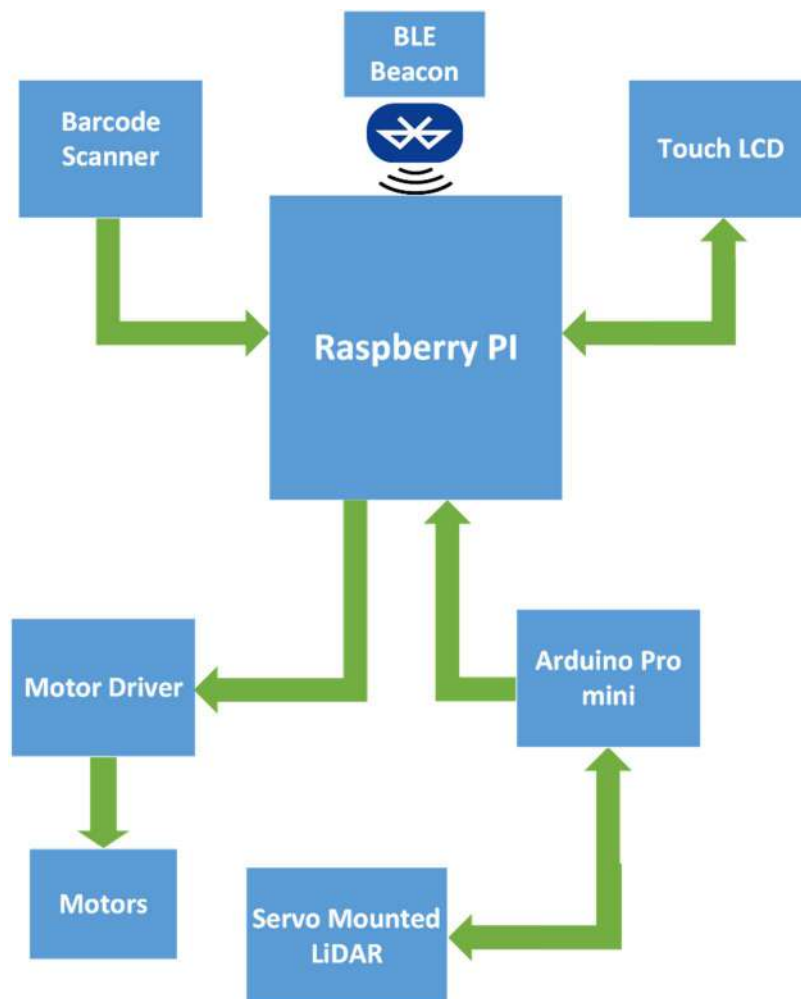 BLE
Beacon
Barcode
Scanner
Touch LCD
Raspberry PI
Motor Driver
Arduino Pro
mini
Motors
Servo Mounted
LiDAR